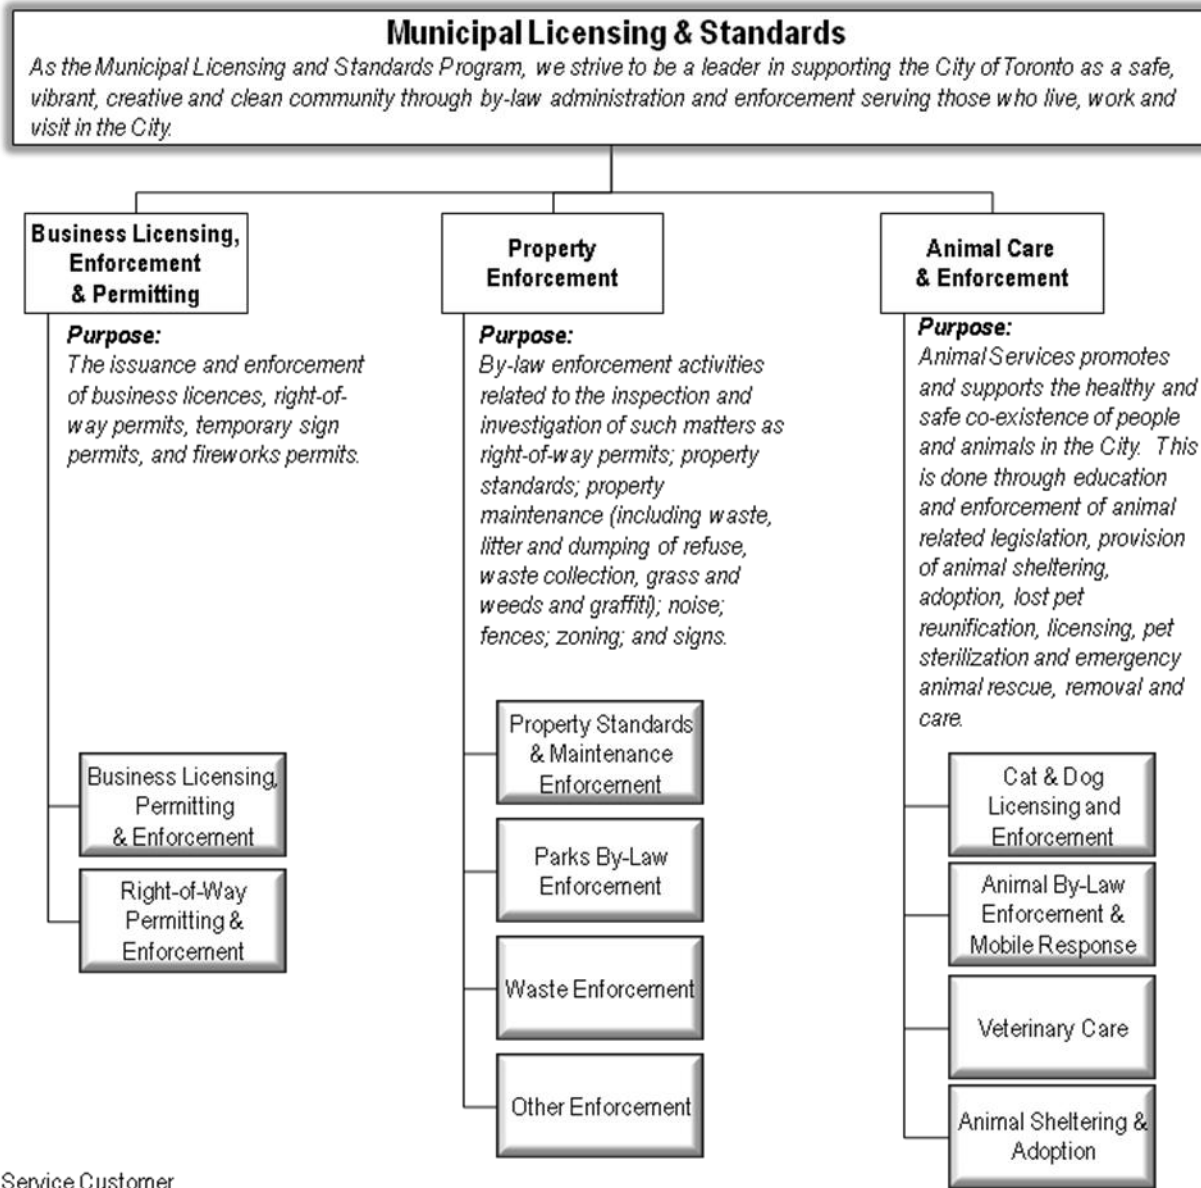 Municipal Licensing & Standards
As the Municipal Licensing and Standards Program, we strive to be a leader in supporting the City of Toronto as a safe,
vibrant, creative and clean community through by-law administration and enforcement serving those who live, work and
visit in the City.
Business Licensing,
Enforcement
& Permitting
Purpose:
The issuance and enforcement
of business licences, right-of-
way permits, temporary sign
permits, and fireworks permits.
Business Licensing,
Permitting
& Enforcement
Right-of-Way
Permitting &
Enforcement
Property
Enforcement
Purpose:
By-law enforcement activities
related to the inspection and
investigation of such matters as
right-of-way permits; property
standards; property
maintenance (including waste,
litter and dumping of refuse,
waste collection, grass and
weeds and graffiti); noise;
fences; zoning; and signs.
Property Standards
& Maintenance
Enforcement
Parks By-Law
Enforcement
Waste Enforcement
Other Enforcement
Animal Care
& Enforcement
Purpose:
Animal Services promotes
and supports the healthy and
safe co-existence of people
and animals in the City. This
is done through education
and enforcement of animal
related legislation, provision
of animal sheltering,
adoption, lost pet
reunification, licensing, pet
sterilization and emergency
animal rescue, removal and
care.
Cat & Dog
Licensing and
Enforcement
Animal By-Law
Enforcement &
Mobile Response
Veterinary Care
Animal Sheltering &
Adoption
Service Customer